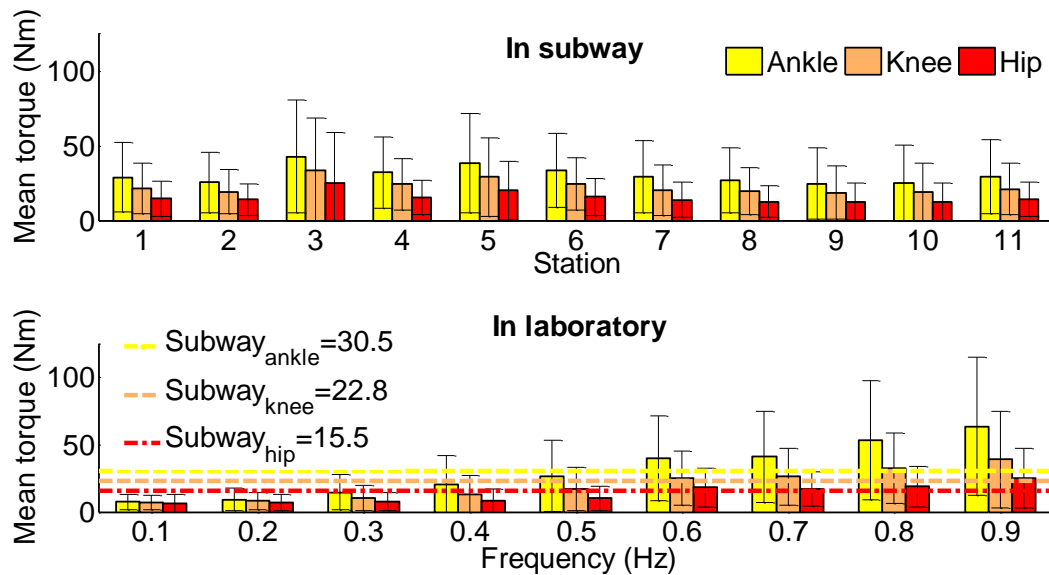 In subway
Ankle Knee Hip
Mean torque (Nm)
100
50
0
1 2 3 4 5 6 7 8 9 10 11
Station
In laboratory
Mean torque (Nm)
100
50
0
Subway_ankle=30.5
Subway_knee=22.8
Subway_hip=15.5
0.1 0.2 0.3 0.4 0.5 0.6 0.7 0.8 0.9
Frequency (Hz)